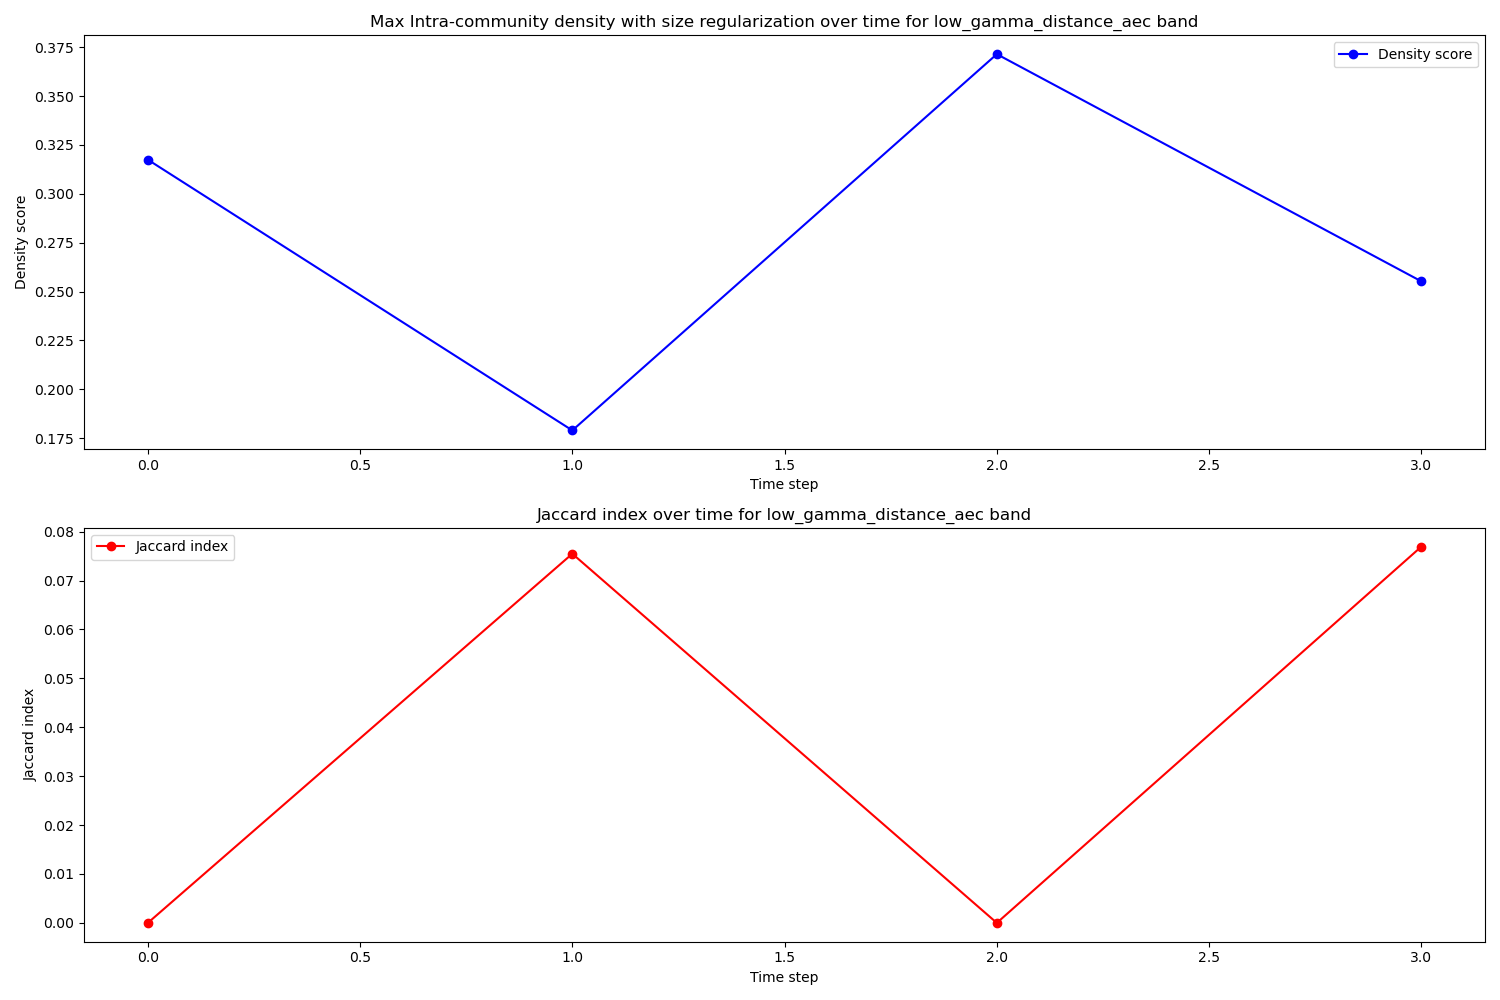 Max Intra-community density with size regularization over time for low_gamma_distance_aec band
Density score
0.375
0.350
0.325
0.300
0.275
0.250
0.225
0.200
0.175
Density score
0.0 0.5 1.0 1.5 2.0 2.5 3.0
Time step
Jaccard index over time for low_gamma_distance_aec band
Jaccard index
0.08
0.07
0.06
0.05
0.04
0.03
0.02
0.01
0.00
Jaccard index
0.0 0.5 1.0 1.5 2.0 2.5 3.0
Time step